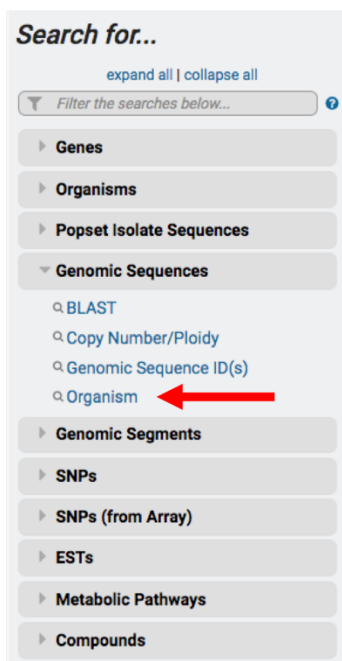 Search for...
expand all | collapse all
Filter the searches below...
Genes
Organisms
Popset Isolate Sequences
Genomic Sequences
BLAST
Copy Number/Ploidy
Genomic Sequence ID(s)
Organism
Genomic Segments
SNPs
SNPs (from Array)
ESTs
Metabolic Pathways
Compounds